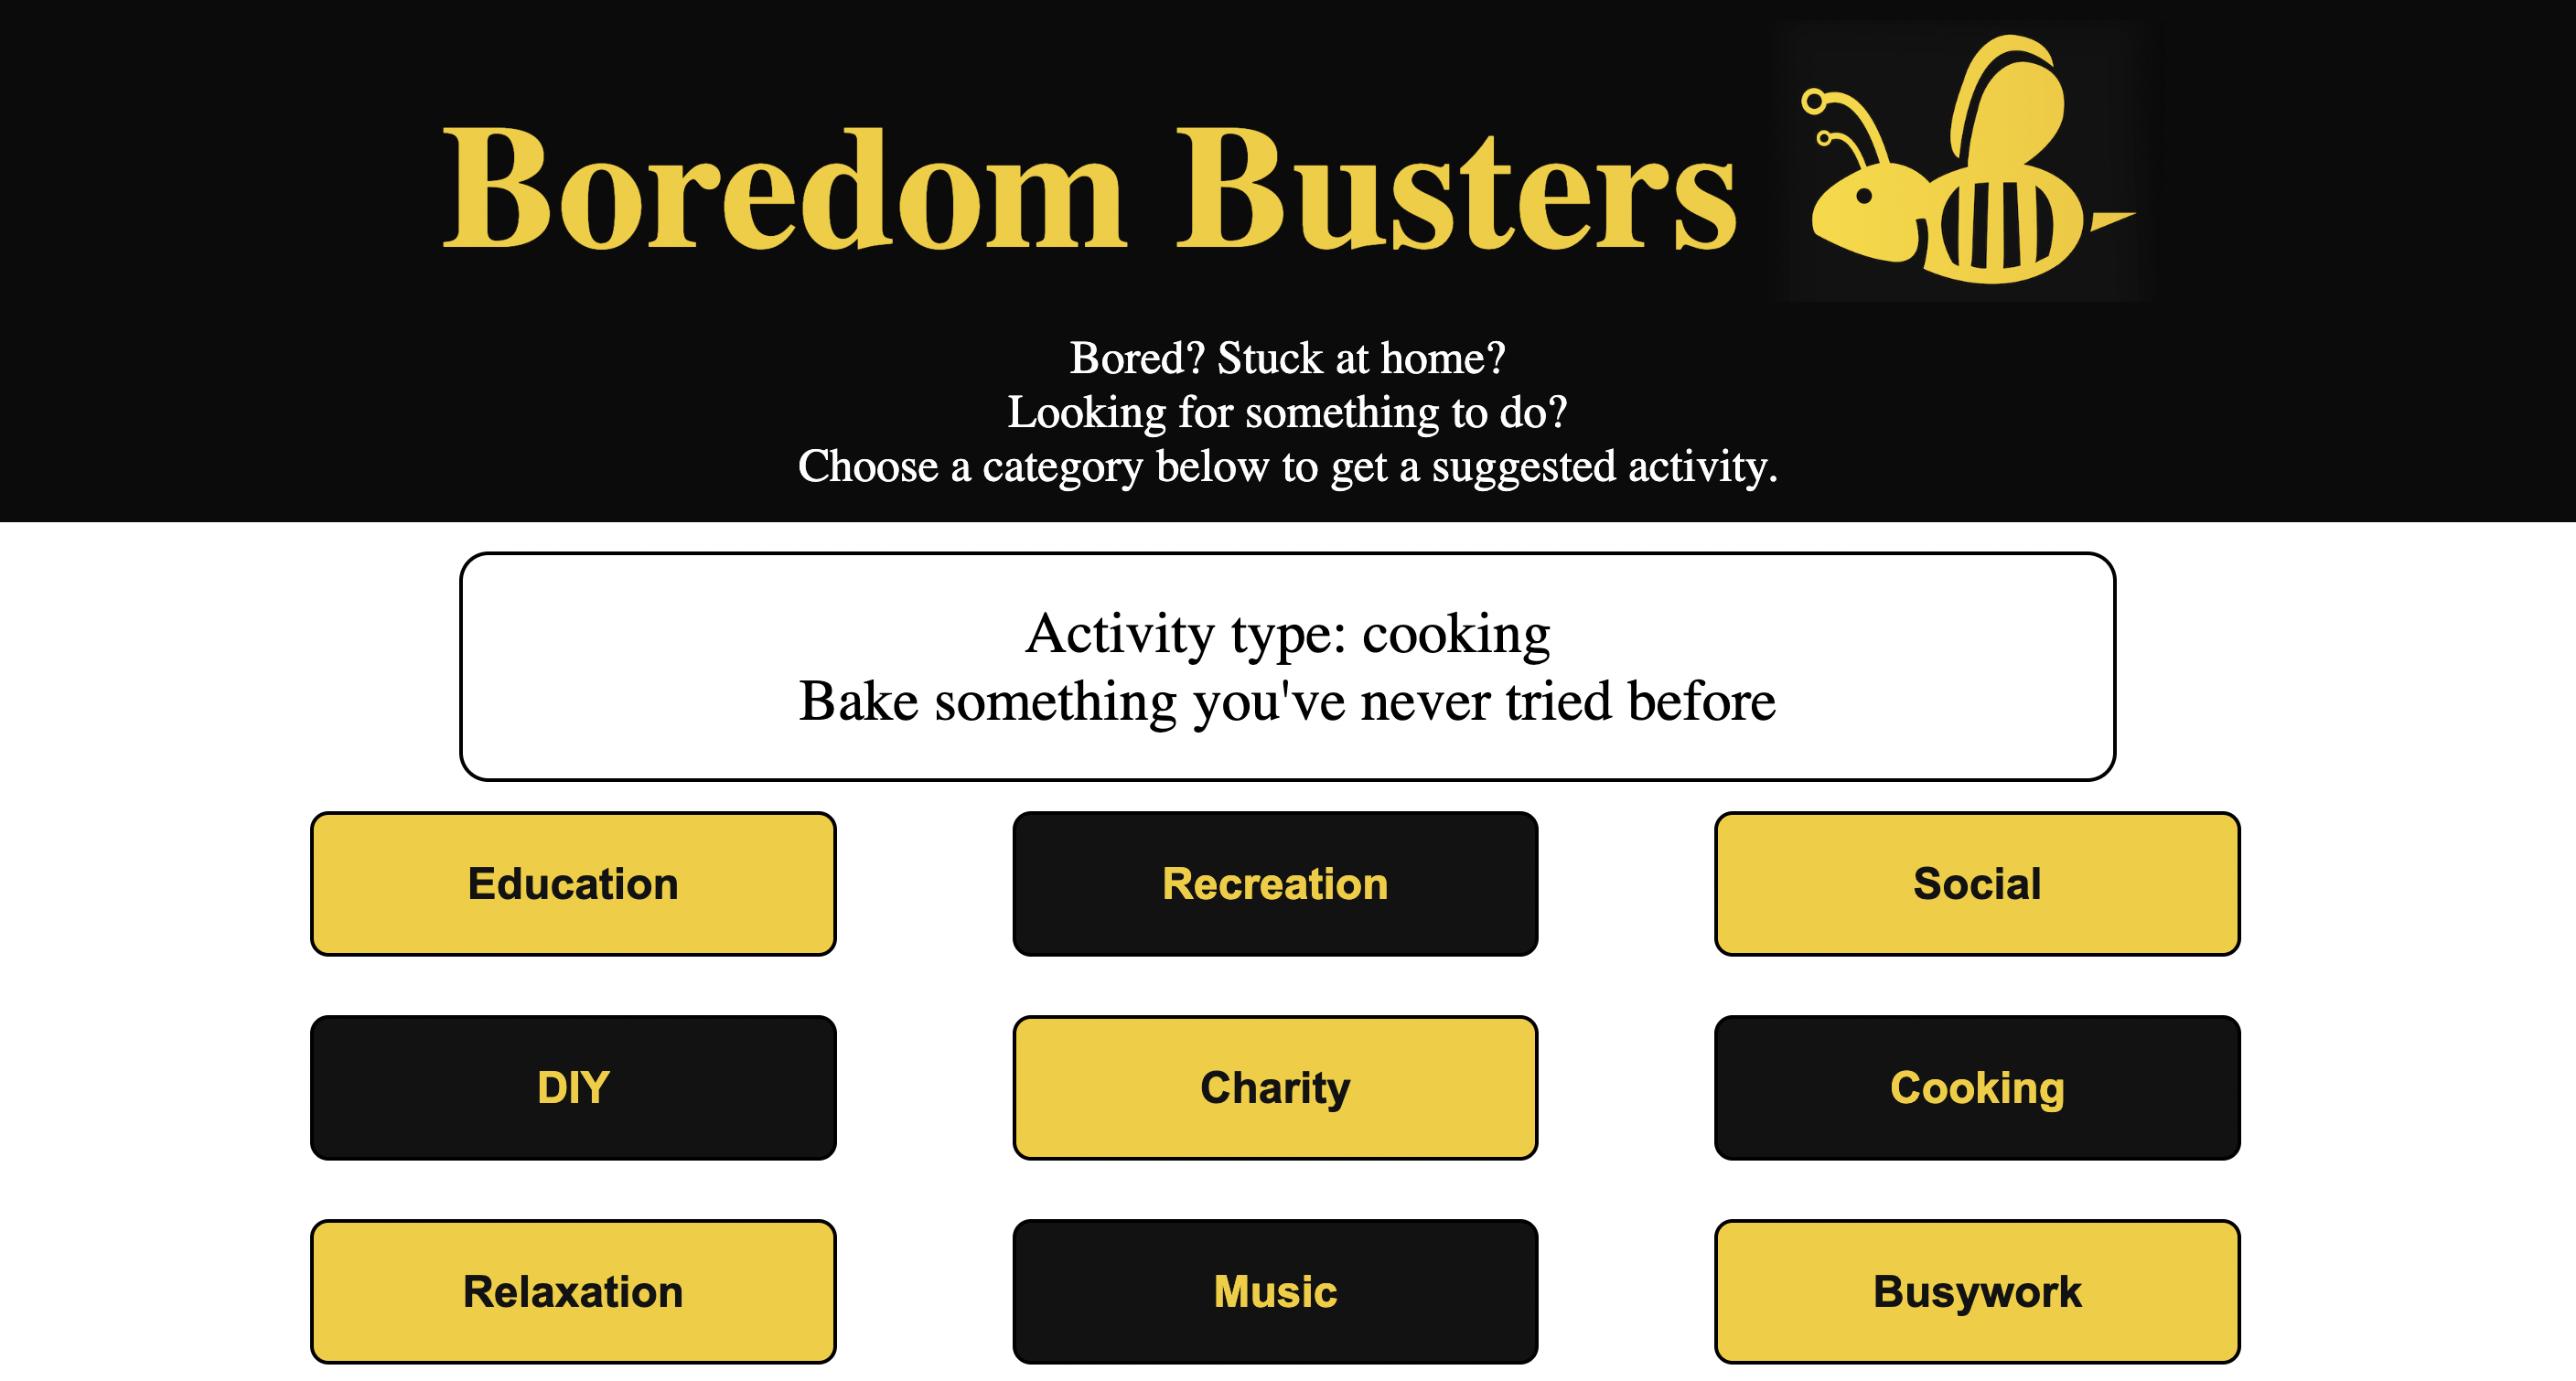 Boredom Busters
Bored? Stuck at home?
Looking for something to do?
Choose a category below to get a suggested activity.
Activity type: cooking
Bake something you've never tried before
Education
Recreation
Social
DIY
Charity
Cooking
Relaxation
Music
Busywork